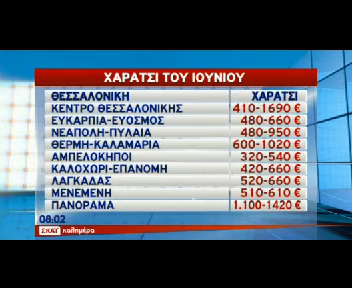 ΧΑΡΑΤΣΙ ΤΟΥ ΙΟΥΝΙΟΥ
ΘΕΣΣΑΛΟΝΙΚΗ ΧΑΡΑΤΣΙ
ΚΕΝΤΡΟ ΘΕΣΣΑΛΟΝΙΚΗΣ 410-1690 €
ΕΥΚΑΡΠΙΑ-ΕΥΟΣΜΟΣ 480-660 €
ΝΕΑΠΟΛΗ-ΠΥΛΑΙΑ 480-950 €
ΘΕΡΜΗ-ΚΑΛΑΜΑΡΙΑ 600-1020 €
ΑΜΠΕΛΟΚΗΠΟΙ 320-540 €
ΚΑΛΟΧΩΡΙ-ΕΠΑΝΟΜΗ 420-660 €
ΛΑΓΚΑΔΑΣ 520-660 €
ΜΕΝΕΜΕΝΗ 510-610 €
ΠΑΝΟΡΑΜΑ 1.100-1420 €
08:02
ΣΚΑΪ καλημέρα